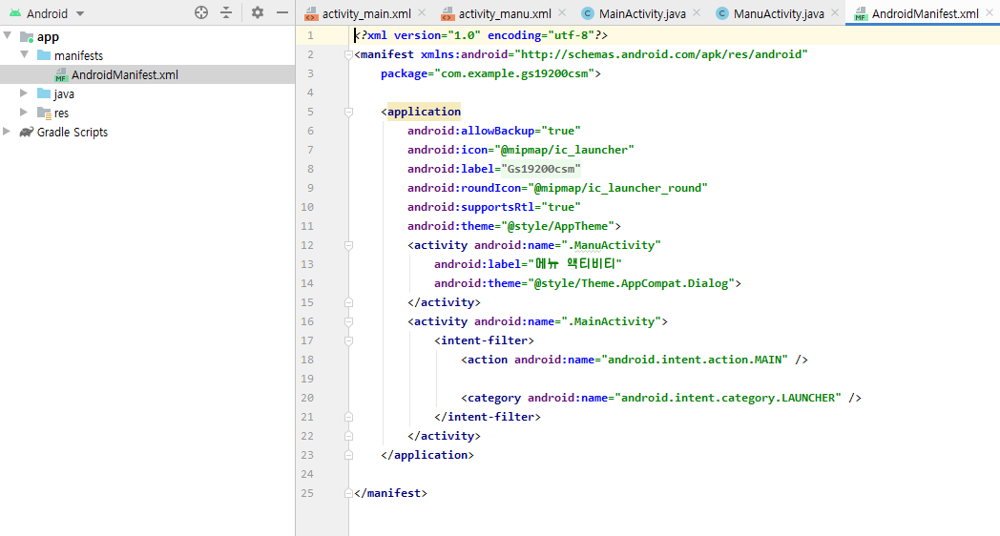 Android
app
manifests
AndroidManifest.xml
java
res
Gradle Scripts
activity_main.xml
activity_manu.xml
MainActivity.java
ManuActivity.java
AndroidManifest.xml
1 <?xml version="1.0" encoding="utf-8"?>
2 <manifest xmlns:android="http://schemas.android.com/apk/res/android"
3     package="com.example.gs19200csm">
4
5     <application
6         android:allowBackup="true"
7         android:icon="@mipmap/ic_launcher"
8         android:label="Gs19200csm"
9         android:roundIcon="@mipmap/ic_launcher_round"
10         android:supportsRtl="true"
11         android:theme="@style/AppTheme">
12         <activity android:name=".ManuActivity"
13             android:label="메뉴 액티비티"
14             android:theme="@style/Theme.AppCompat.Dialog">
15         </activity>
16         <activity android:name=".MainActivity">
17             <intent-filter>
18                 <action android:name="android.intent.action.MAIN" />
19
20                 <category android:name="android.intent.category.LAUNCHER" />
21             </intent-filter>
22         </activity>
23     </application>
24
25 </manifest>